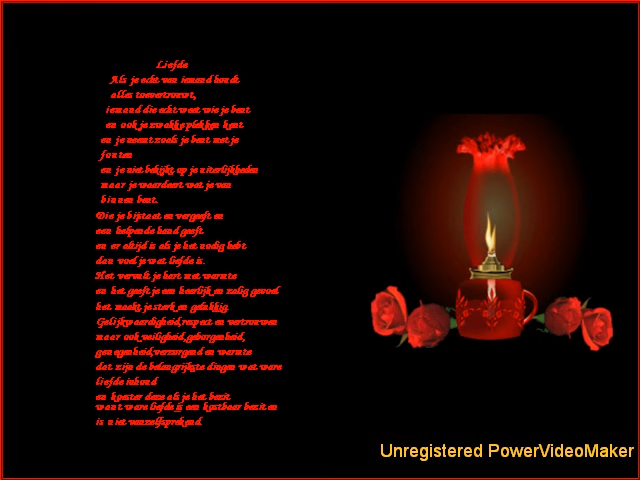 Liefde
Als je echt van iemand houdt
alles toevertrouwt,
iemand die echt weet wie je bent
en ook je zwakke plekken kent
en je neemt zoals je bent met je
fouten
en je niet bekijkt op je uiterlijkheden
maar je waardeert wat je van
binnen bent.
Die je bijstaat en vergeeft en
een helpende hand geeft
en er altijd is als je het nodig hebt
dan voel je wat liefde is.
Het vervult je hart met warmte
en het geeft je een heerlijk en zalig gevoel
het maakt je sterk en gelukkig.
Gelijkwaardigheid,respect en vertrouwen
maar ook veiligheid,geborgenheid,
genegenheid,verzorgend en warmte
dat zijn de belangrijkste dingen wat ware
liefde inhoud
en koester deze als je het bezit
want ware liefde is een kostbaar bezit en
is niet vanzelfsprekend.
Unregistered PowerVideoMaker